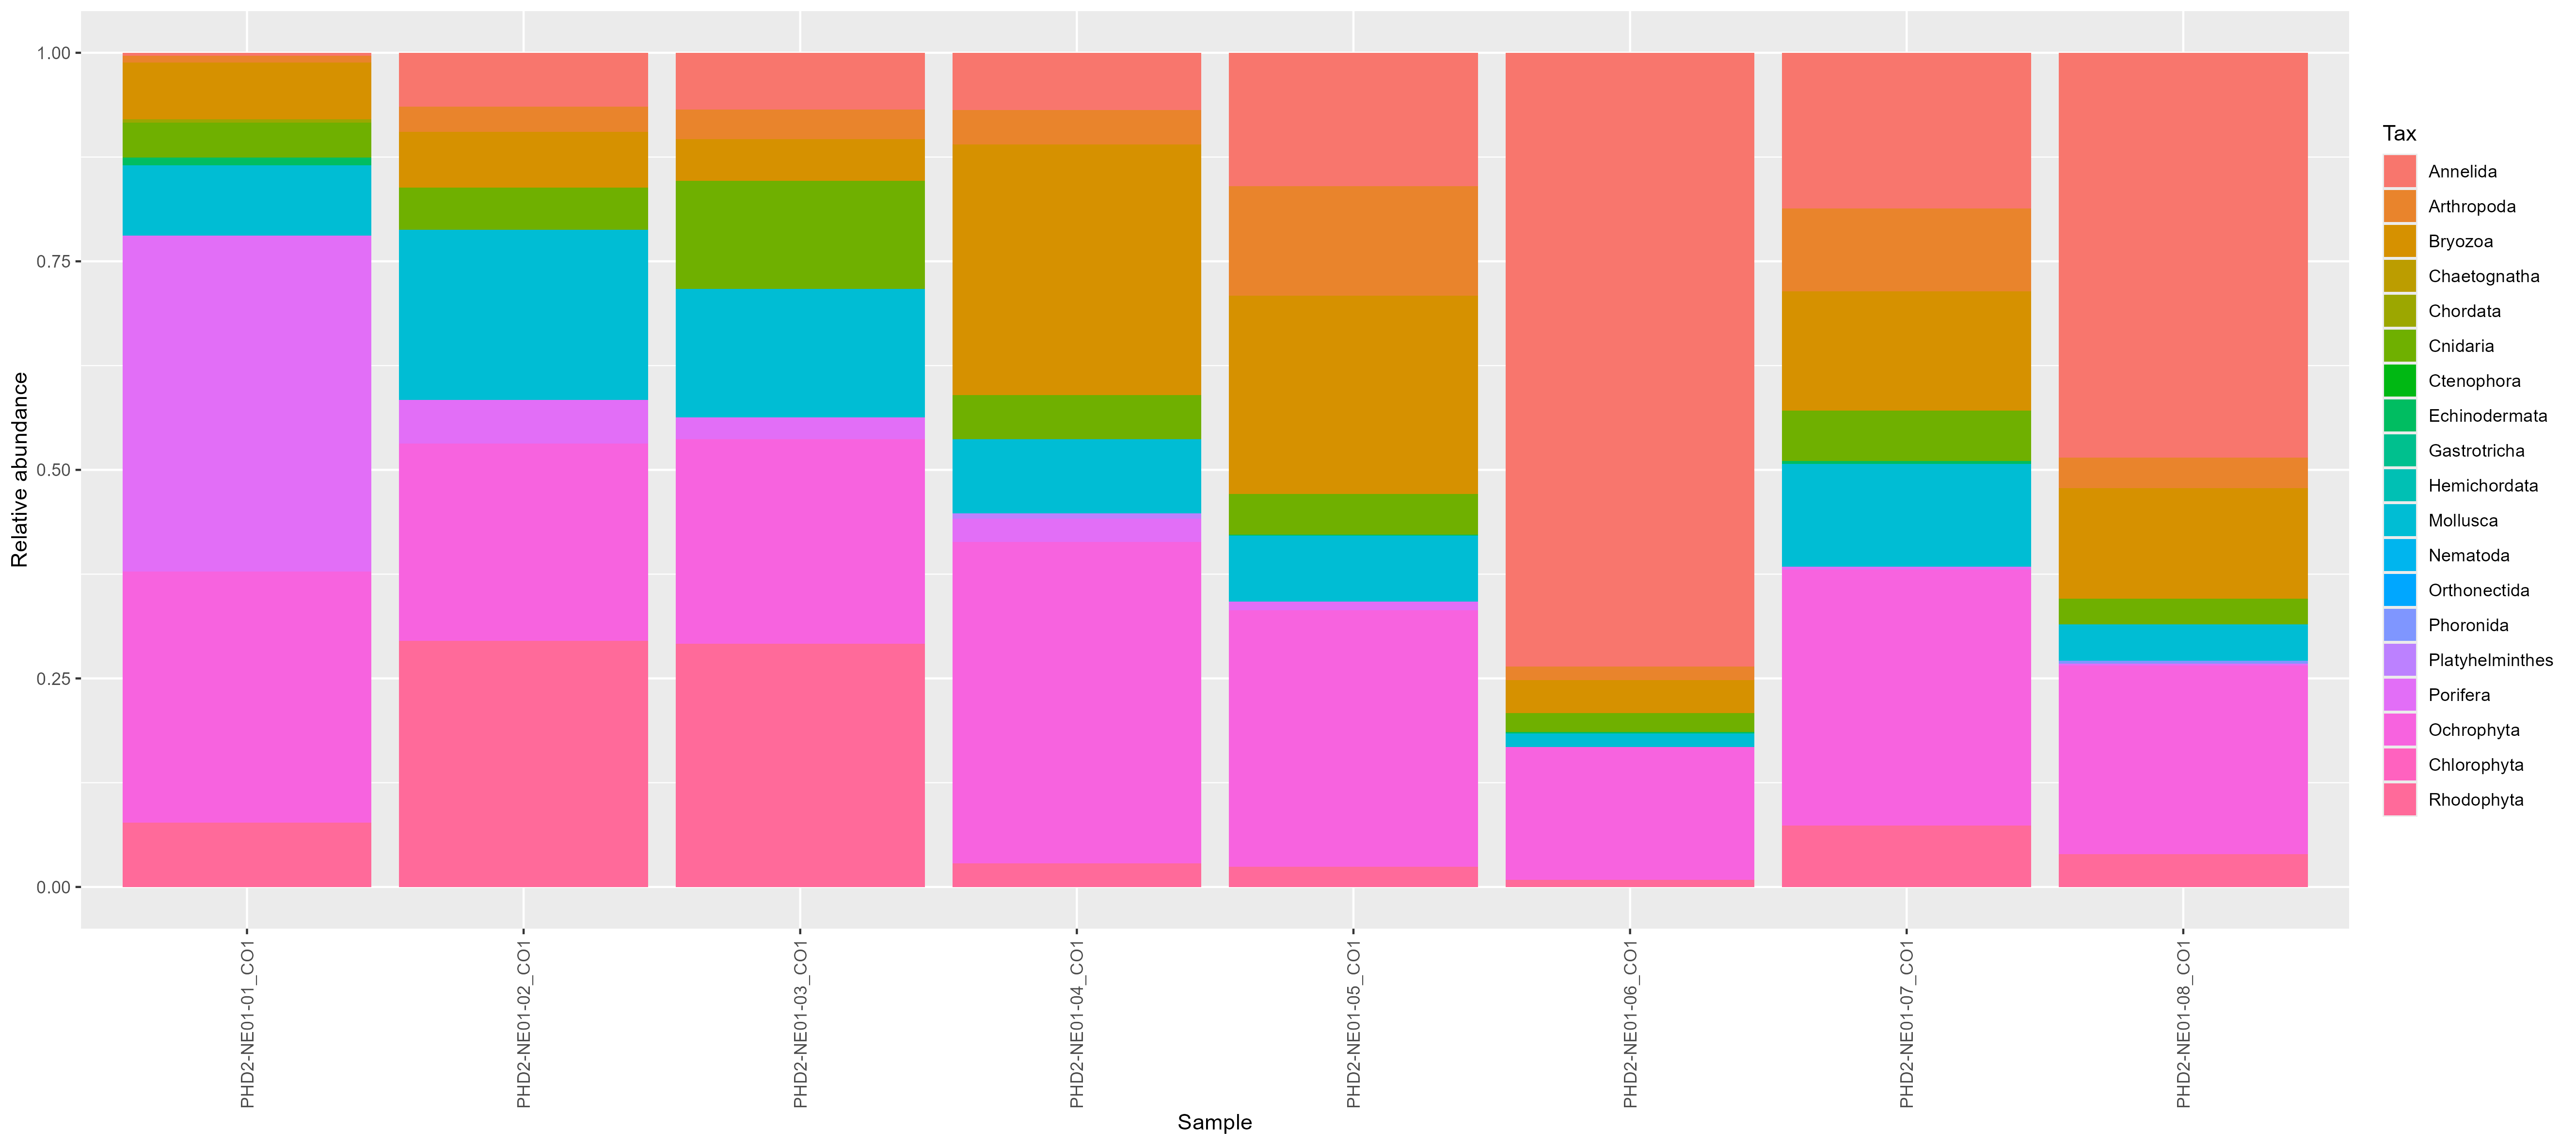 Relative abundance
1.00
0.75
0.50
0.25
0.00
PHD2-NE01-01_CO1
PHD2-NE01-02_CO1
PHD2-NE01-03_CO1
PHD2-NE01-04_CO1
PHD2-NE01-05_CO1
PHD2-NE01-06_CO1
PHD2-NE01-07_CO1
PHD2-NE01-08_CO1
Sample
Tax
Annelida
Arthropoda
Bryozoa
Chaetognatha
Chordata
Cnidaria
Ctenophora
Echinodermata
Gastrotricha
Hemichordata
Mollusca
Nematoda
Orthonectida
Phoronida
Platyhelminthes
Porifera
Ochrophyta
Chlorophyta
Rhodophyta